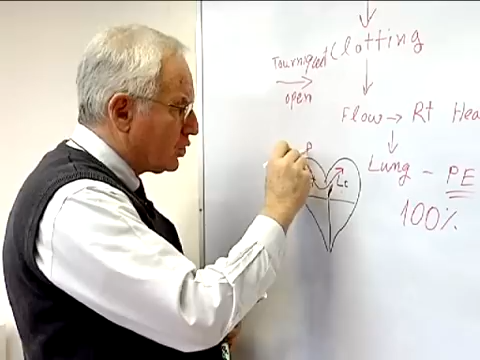 Clotting
Tourniquet
open
Flow → Rt Hea
Lung - PE
100%
P